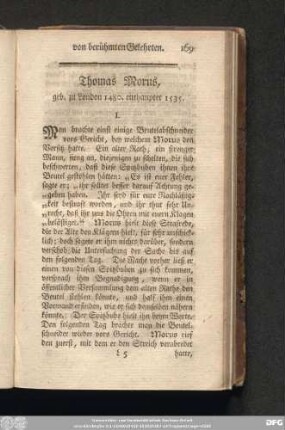 von berühmten Gelehrten. 169
Thomas Morus,
geb. zu London 1480. enthauptet 1535.
I.
Man brachte einst einige Beutelschneider
vors Gericht, bey welchem Morus den
Vorsitz hatte. Ein alter Rath, ein strenger
Mann, fieng an, diejenigen zu schelten, die sich
beschwerten, daß diese Spitzbuben ihnen ihre
Beutel gestohlen hätten: „Es ist eure Fehler,
sagte er; „ihr solltet besser darauf Achtung ge-
„geben haben. Ihr seyd für eure Nachläßig-
„keit bestraft worden, und ihr thut sehr Un-
„recht, daß ihr uns die Ohren mit euren Klagen
„belästiget.“ Morus hielt diese Strafrede,
die der Alte den Klägern hielt, für sehr unschick-
lich; doch sagte er ihm nichts darüber, sondern
verschob die Untersuchung der Sache bis auf
den folgenden Tag. Die Nacht vorher ließ er
einen von diesen Spitzbuben zu sich kommen,
versprach ihm Begnadigung, wenn er in
öffentlicher Versammlung dem alten Rathe den
Beutel stehlen könnte, und half ihm einen
Vorwand erfinden, wie er sich demselben nähern
könnte. Der Spitzbube hielt ihm sein Wort.
Den folgenden Tag brachte man die Beutel-
schneider wieder vors Gericht. Morus rief
den zuerst, mit dem er den Streich verabredet
L 5 hatte,